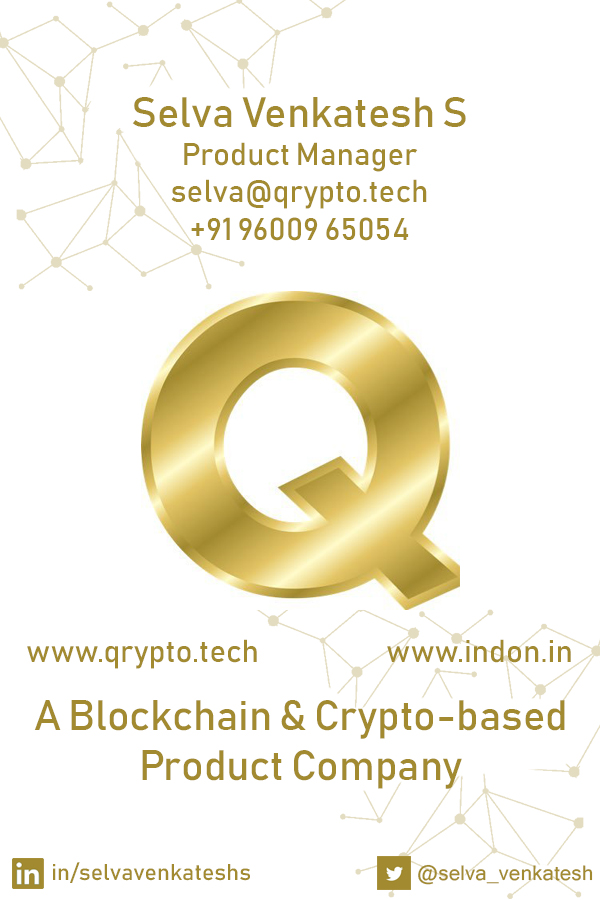 Selva Venkatesh S
Product Manager
selva@qrypto.tech
+91 96009 65054
Q
www.qrypto.tech
www.indon.in
A Blockchain & Crypto-based
Product Company
in in/selvavenkateshs
@selva_venkatesh